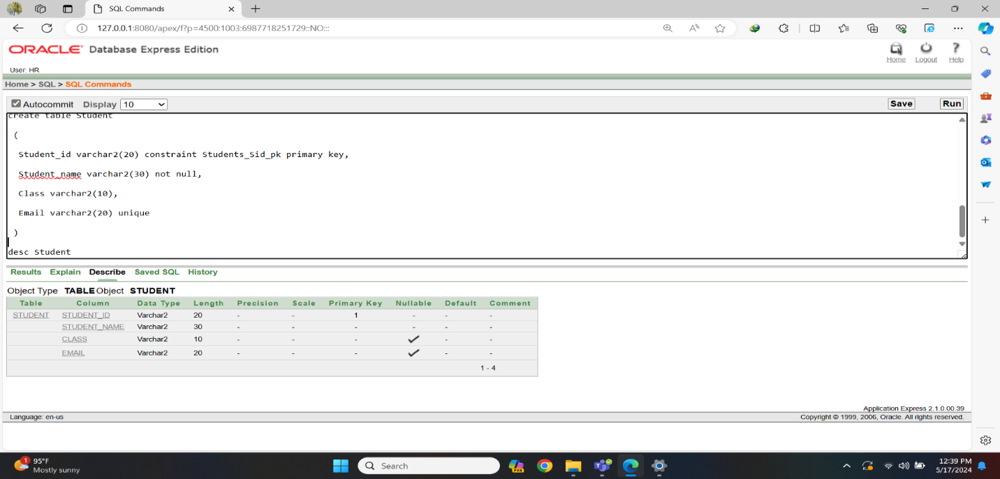 SQL Commands
127.0.0.1:8080/apex/f?p=4500:1003:6987718251729::NO:::
ORACLE® Database Express Edition
Home Logout Help
User: HR
Home > SQL > SQL Commands
Autocommit Display 10 Save Run
create table Student
(
Student_id varchar2(20) constraint Students_Sid_pk primary key,
Student_name varchar2(30) not null,
Class varchar2(10),
Email varchar2(20) unique
)
desc Student
Results Explain Describe Saved SQL History
Object Type TABLE Object STUDENT
Table Column Data Type Length Precision Scale Primary Key Nullable Default Comment
STUDENT STUDENT_ID Varchar2 20 - - 1 - - -
STUDENT_NAME Varchar2 30 - - - - - -
CLASS Varchar2 10 - - - ✓ - -
EMAIL Varchar2 20 - - - ✓ - -
1 - 4
Application Express 2.1.0.00.39
Language: en-us Copyright © 1999, 2006, Oracle. All rights reserved.
1 95°F
Mostly sunny
Search
PRE
12:39 PM
5/17/2024